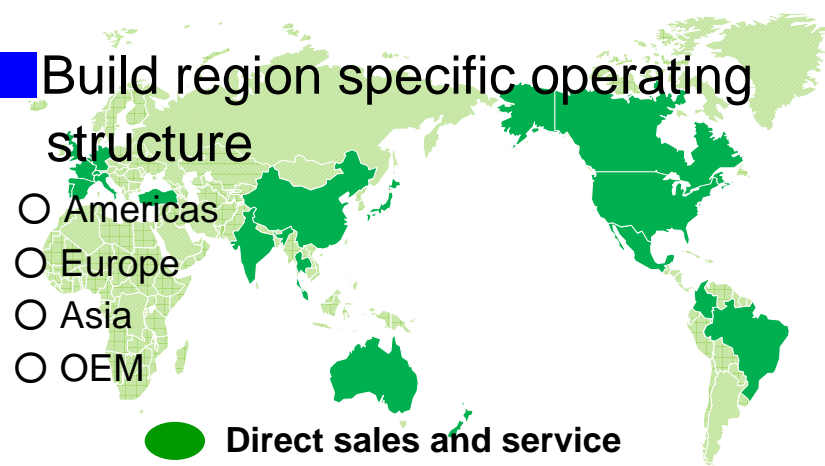 Build region specific operating
structure
Americas
Europe
Asia
OEM
Direct sales and service